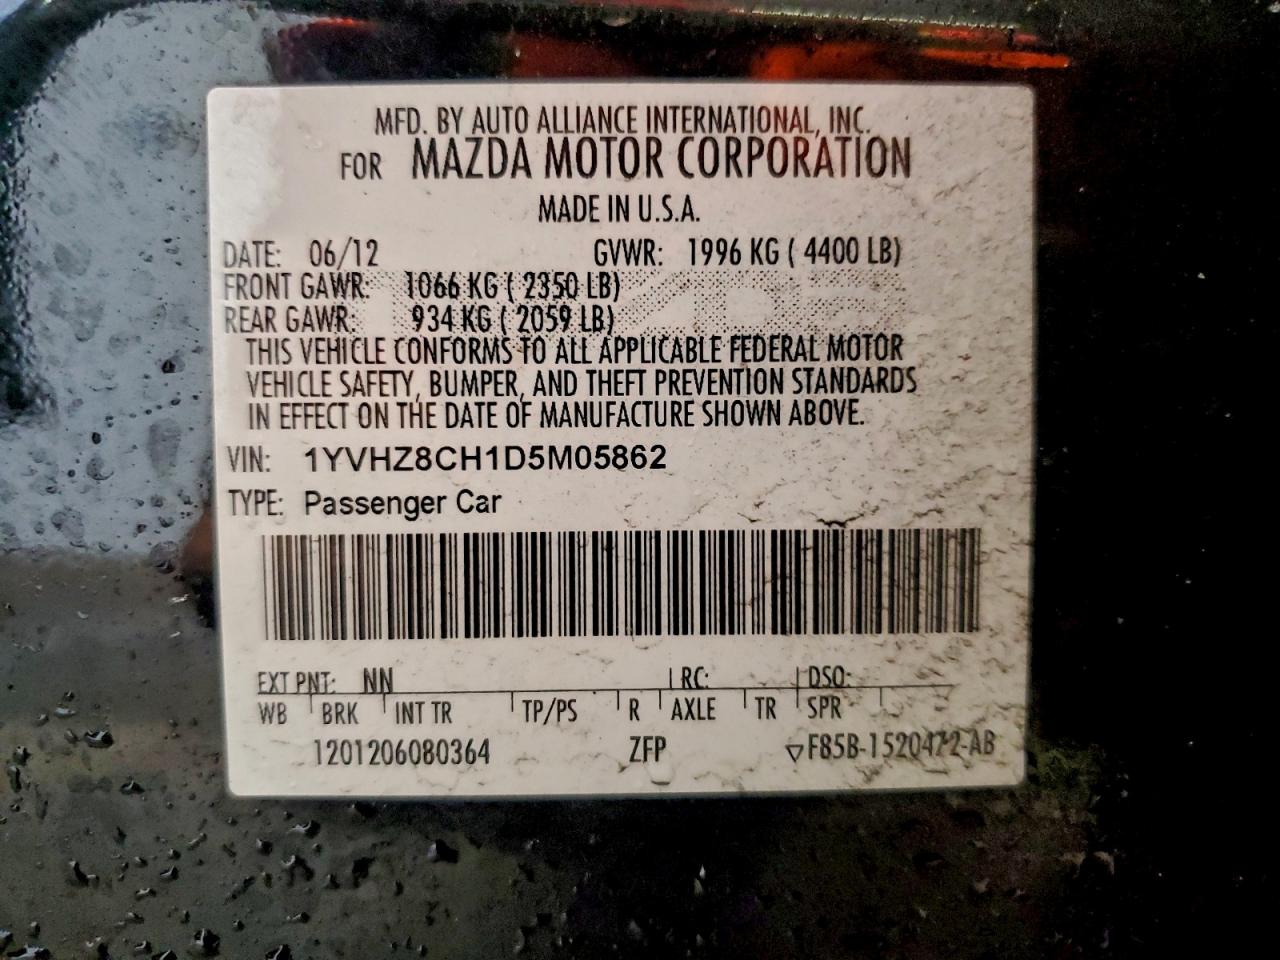 MFD. BY AUTO ALLIANCE INTERNATIONAL, INC.
FOR MAZDA MOTOR CORPORATION
MADE IN U.S.A.
DATE: 06/12 GVWR: 1996 KG ( 4400 LB)
FRONT GAWR: 1066 KG ( 2350 LB)
REAR GAWR: 934 KG ( 2059 LB)
THIS VEHICLE CONFORMS TO ALL APPLICABLE FEDERAL MOTOR
VEHICLE SAFETY, BUMPER, AND THEFT PREVENTION STANDARDS
IN EFFECT ON THE DATE OF MANUFACTURE SHOWN ABOVE.
VIN: 1YVHZ8CH1D5M05862
TYPE: Passenger Car
EXT PNT: NN RC: DSO:
WB BRK INT TR TP/PS R AXLE TR SPR
1201206080364 ZFP ▽F85B-1520472-AB